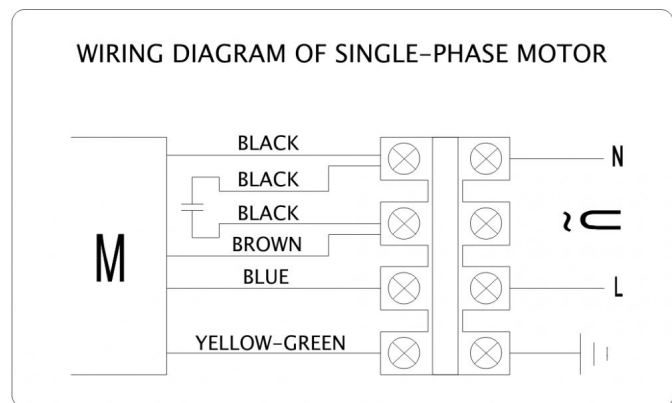 WIRING DIAGRAM OF SINGLE-PHASE MOTOR
BLACK
N
BLACK
M
BLACK
~U
BROWN
BLUE
L
YELLOW-GREEN